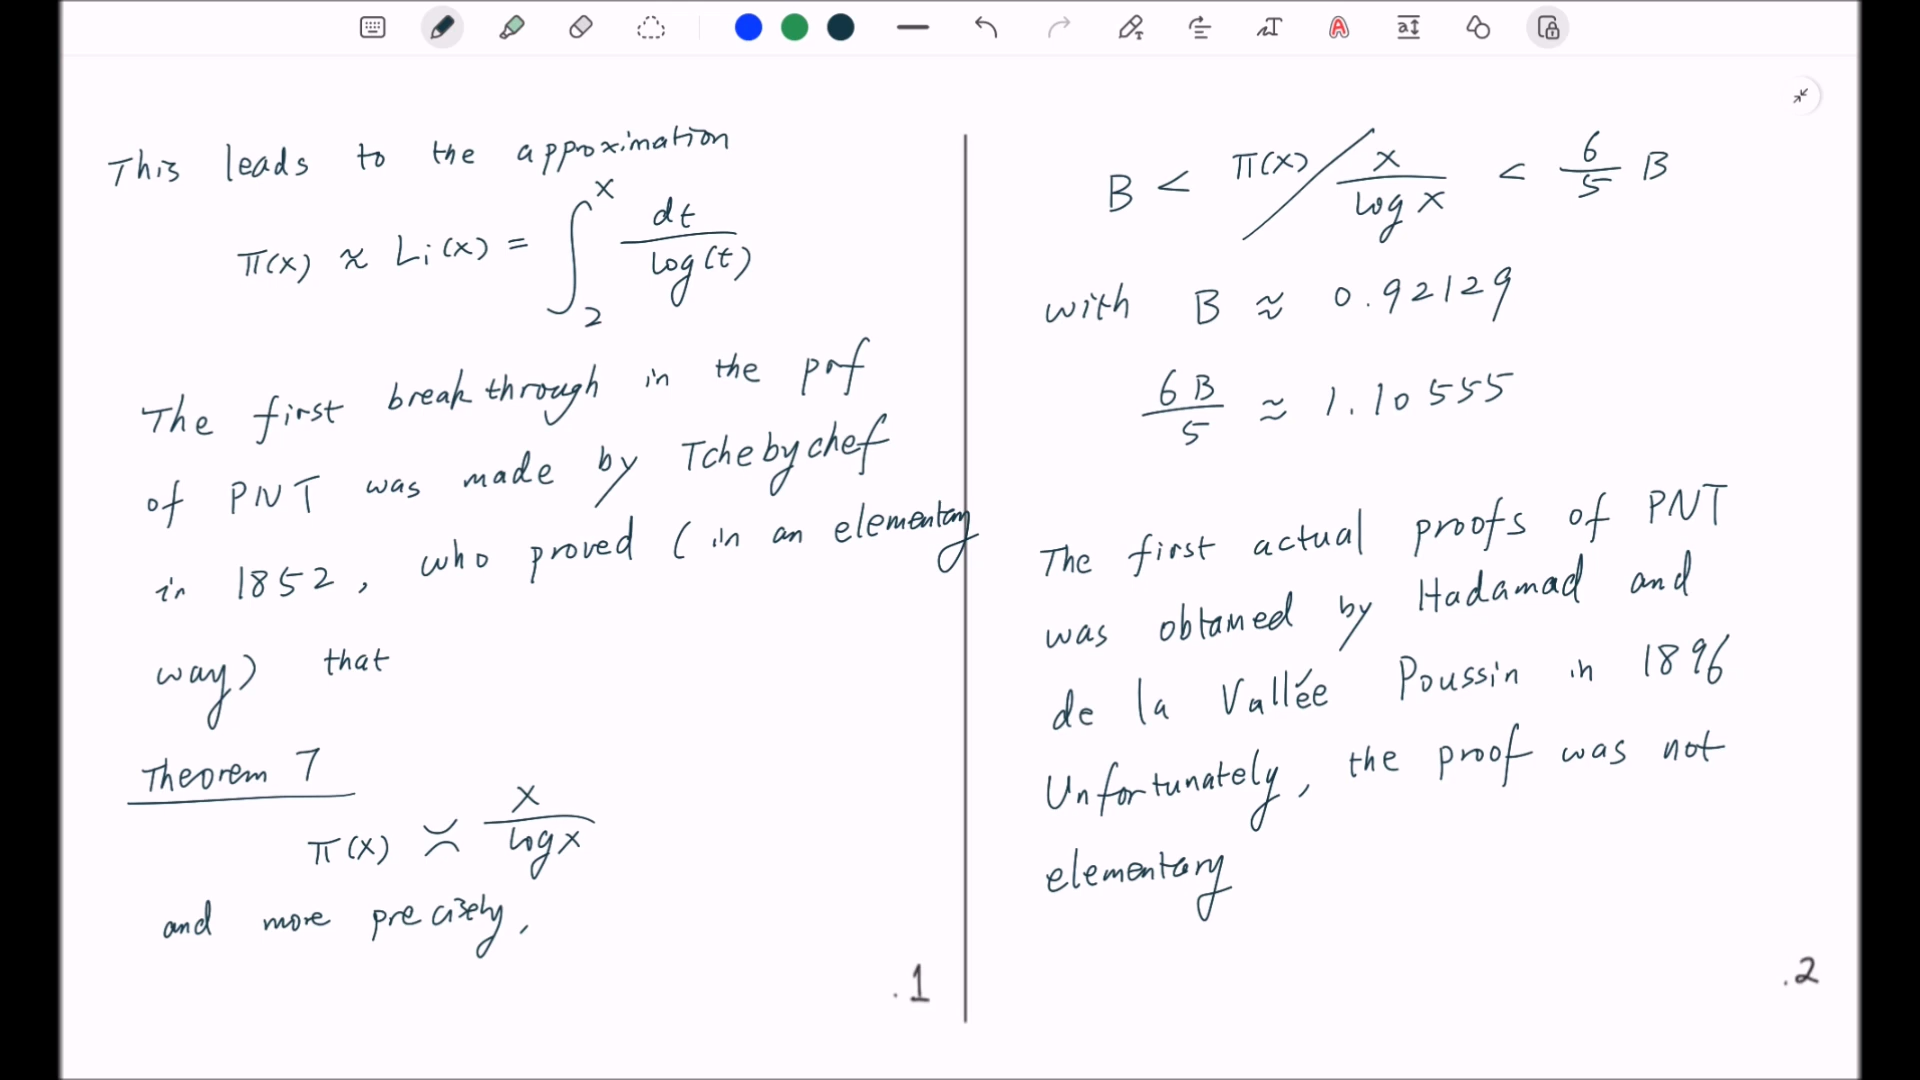 This leads to the approximation
π(x) ≈ Li(x) = ∫₂ˣ dt / log(t)
The first breakthrough in the prf
of PNT was made by Tchebychef
in 1852, who proved (in an elementary
way) that
Theorem 7
π(x) ≍ x / log x
and more precisely,
.1
B < π(x) / x / log x < 6/5 B
with B ≈ 0.92129
6B/5 ≈ 1.10555
The first actual proofs of PNT
was obtained by Hadamad and
de la Vallée Poussin in 1896
Unfortunately, the proof was not
elementary
.2